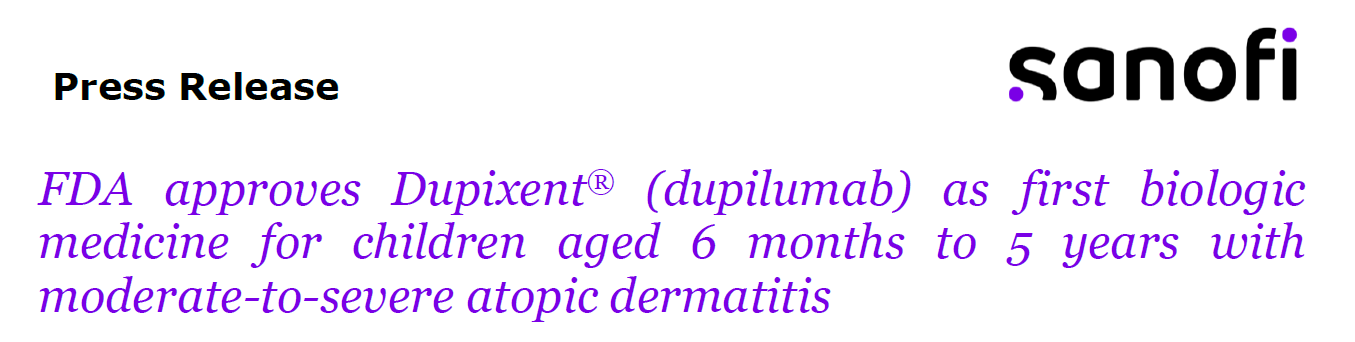 Press Release
sanofi
FDA approves Dupixent® (dupilumab) as first biologic
medicine for children aged 6 months to 5 years with
moderate-to-severe atopic dermatitis